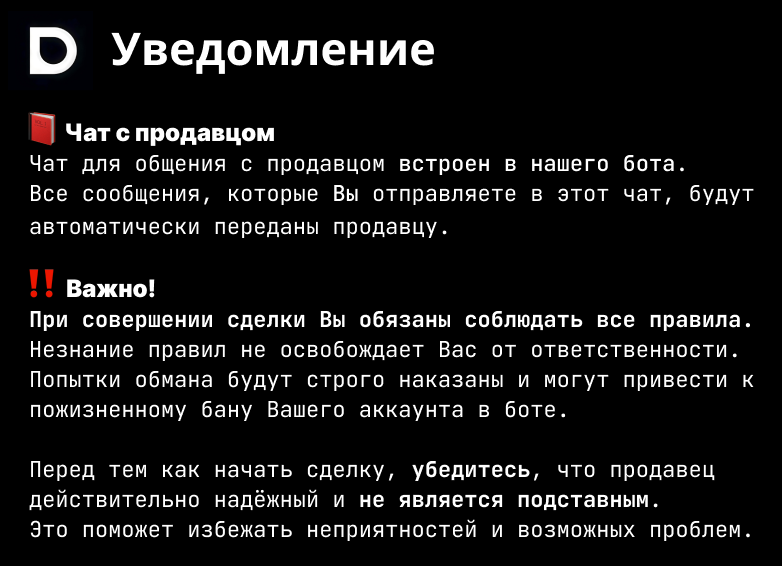 D Уведомление
📕 Чат с продавцом
Чат для общения с продавцом встроен в нашего бота.
Все сообщения, которые Вы отправляете в этот чат, будут
автоматически переданы продавцу.
‼️ Важно!
При совершении сделки Вы обязаны соблюдать все правила.
Незнание правил не освобождает Вас от ответственности.
Попытки обмана будут строго наказаны и могут привести к
пожизненному бану Вашего аккаунта в боте.
Перед тем как начать сделку, убедитесь, что продавец
действительно надёжный и не является подставным.
Это поможет избежать неприятностей и возможных проблем.